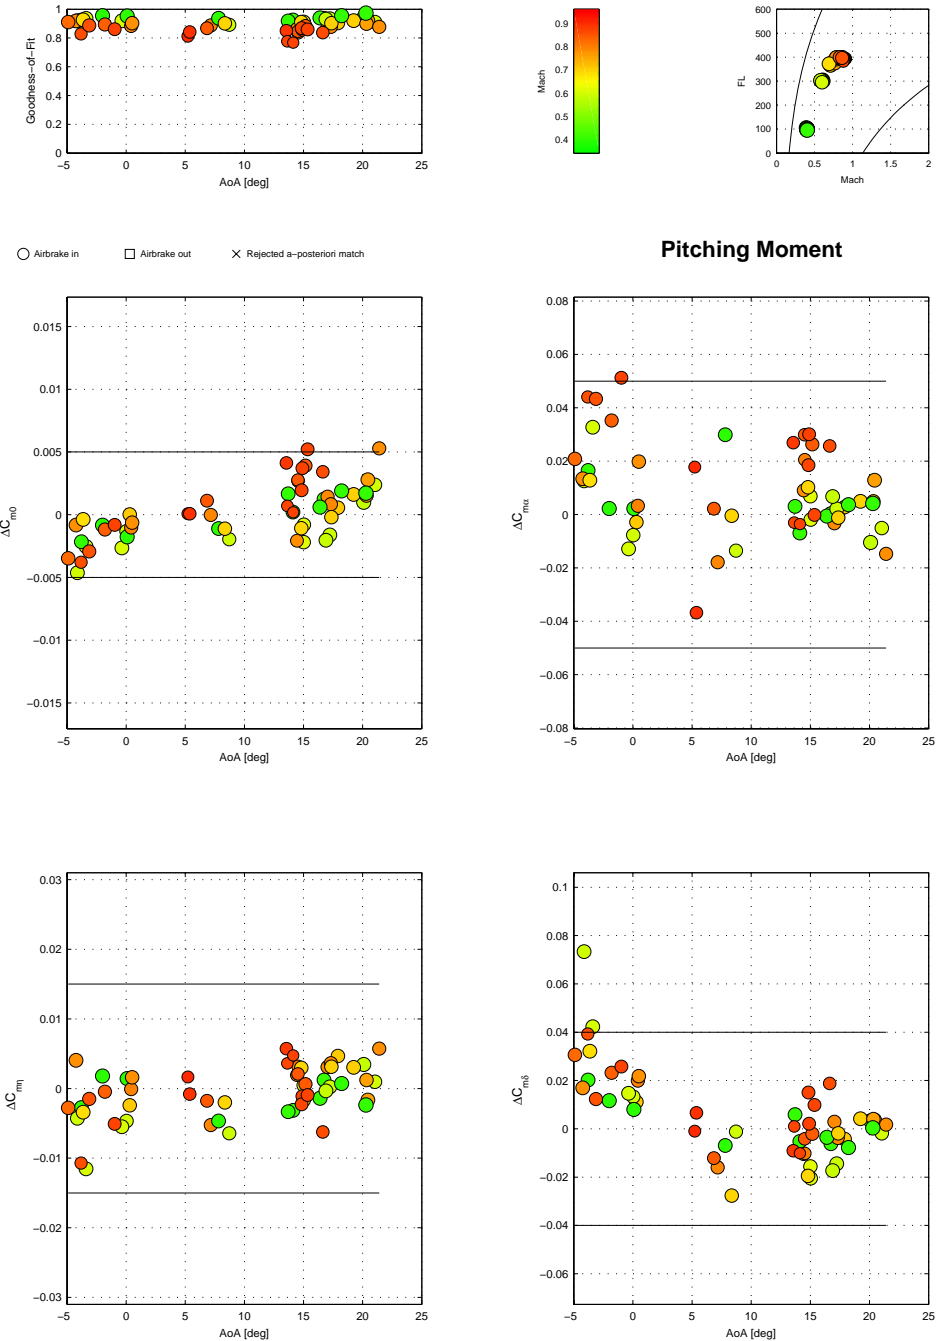 1
0.8
0.6
0.4
0.2
0
Goodness−of−Fit
−5 0 5 10 15 20 25
AoA [deg]
0.9
0.8
0.7
0.6
0.5
0.4
Mach
600
500
400
300
200
100
0
FL
0 0.5 1 1.5 2
Mach
Airbrake in Airbrake out Rejected a−posteriori match
Pitching Moment
0.015
0.01
0.005
0
−0.005
−0.01
−0.015
ΔCm0
−5 0 5 10 15 20 25
AoA [deg]
0.08
0.06
0.04
0.02
0
−0.02
−0.04
−0.06
−0.08
ΔCmα
−5 0 5 10 15 20 25
AoA [deg]
0.03
0.02
0.01
0
−0.01
−0.02
−0.03
ΔCmη
−5 0 5 10 15 20 25
AoA [deg]
0.1
0.08
0.06
0.04
0.02
0
−0.02
−0.04
−0.06
ΔCmδ
−5 0 5 10 15 20 25
AoA [deg]